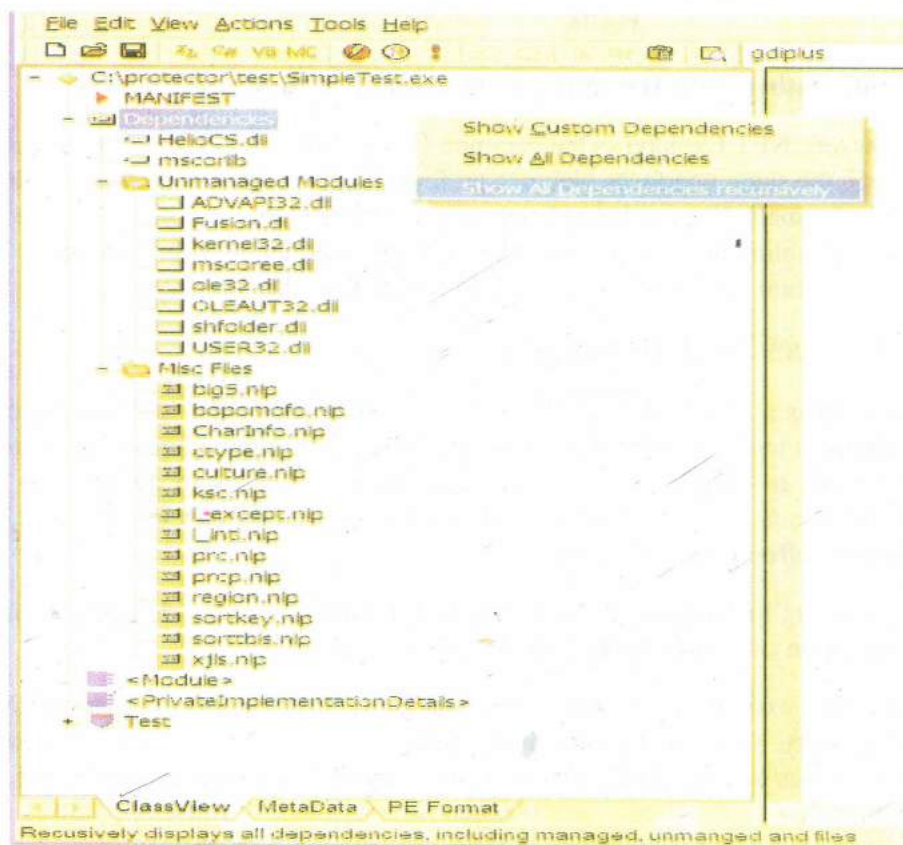 File Edit View Actions Tools Help
VB MC gdiplus
C:\protector\test\SimpleTest.exe
MANIFEST
Dependencies
HelloCS.dll
mscorlib
Unmanaged Modules
ADVAPI32.dll
Fusion.dll
kernel32.dll
mscoree.dll
ole32.dll
OLEAUT32.dll
shfolder.dll
USER32.dll
Misc Files
big5.nlp
bopomofo.nlp
CharInfo.nlp
ctype.nlp
culture.nlp
ksc.nlp
l_except.nlp
l_intl.nlp
prc.nlp
prcp.nlp
region.nlp
sortkey.nlp
sorttbls.nlp
xjis.nlp
<Module>
<PrivateImplementationDetails>
Test
Show Custom Dependencies
Show All Dependencies
Show All Dependencies recursively
ClassView MetaData PE Format
Recusively displays all dependencies, including managed, unmanged and files